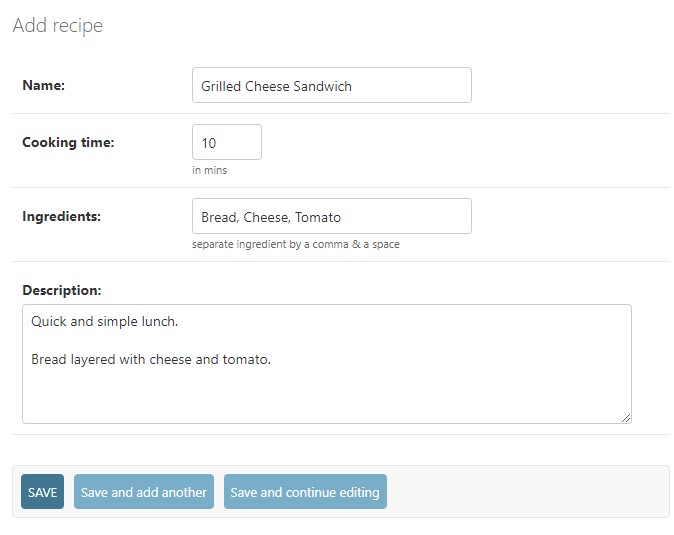 Add recipe
Name:
Grilled Cheese Sandwich
Cooking time:
10
in mins
Ingredients:
Bread, Cheese, Tomato
separate ingredient by a comma & a space
Description:
Quick and simple lunch.
Bread layered with cheese and tomato.
SAVE
Save and add another
Save and continue editing